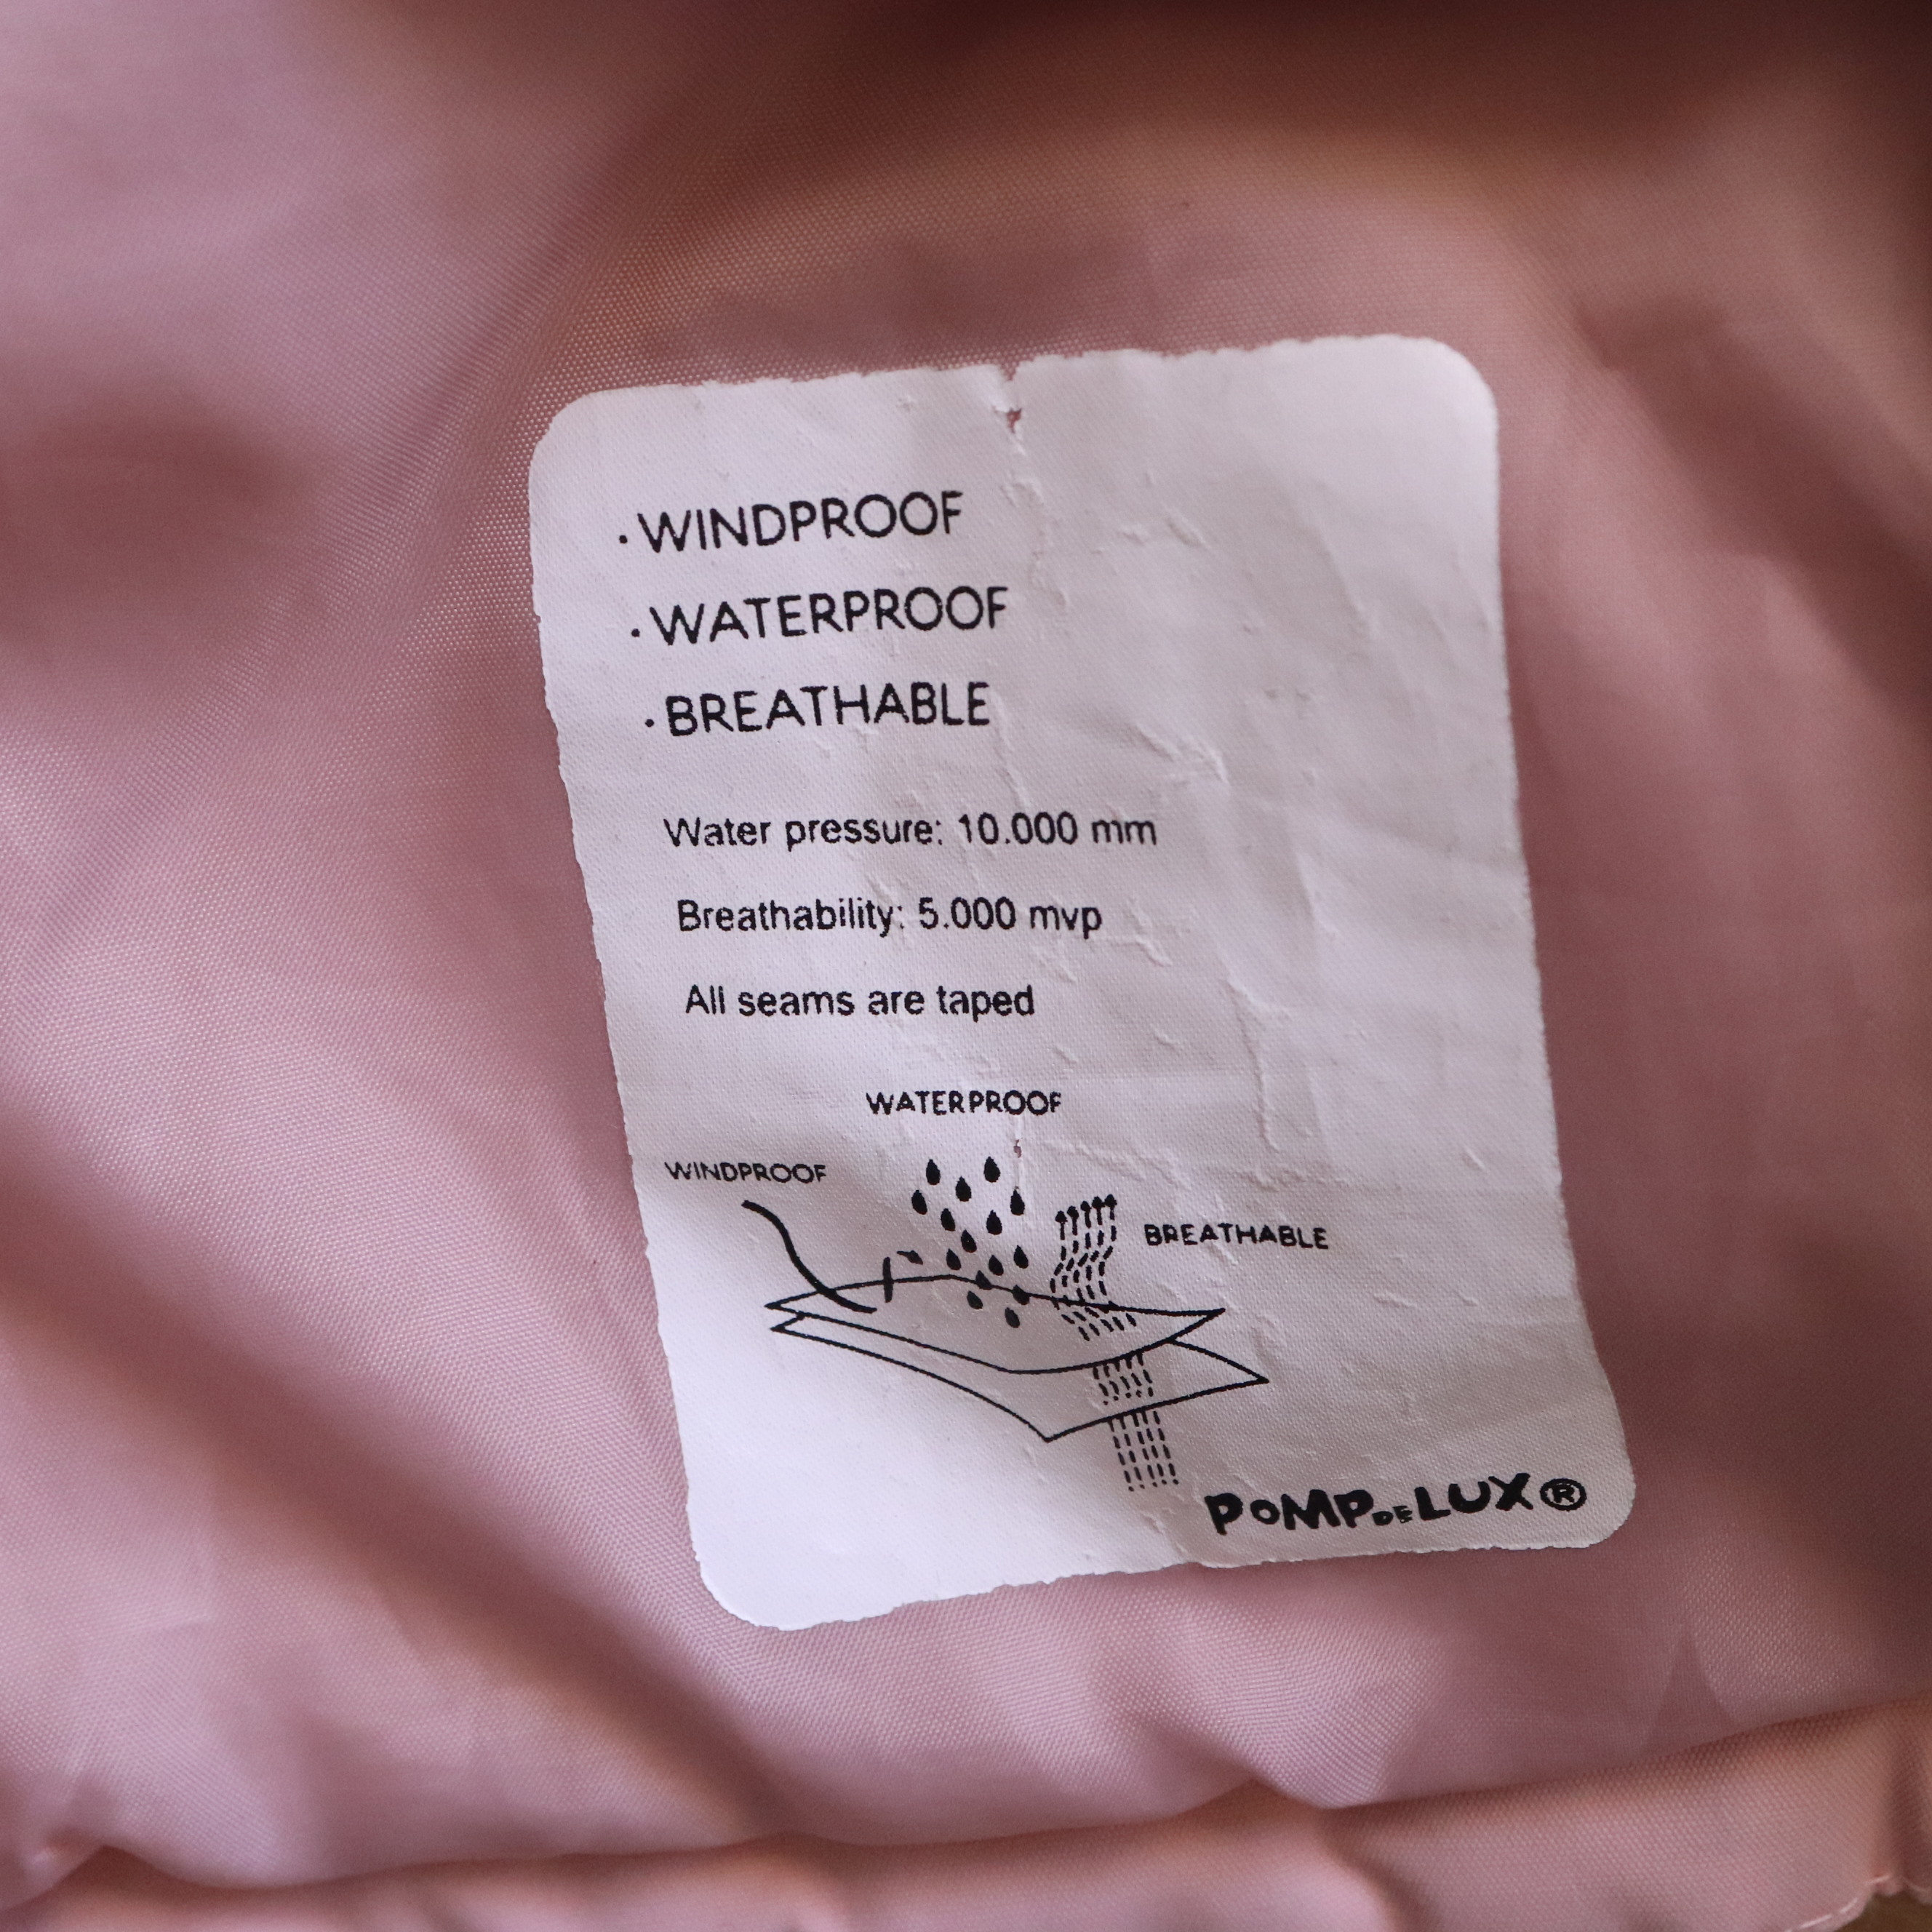 · WINDPROOF
· WATERPROOF
· BREATHABLE
Water pressure: 10.000 mm
Breathability: 5.000 mvp
All seams are taped
WATERPROOF
WINDPROOF
BREATHABLE
POMPDELUX®